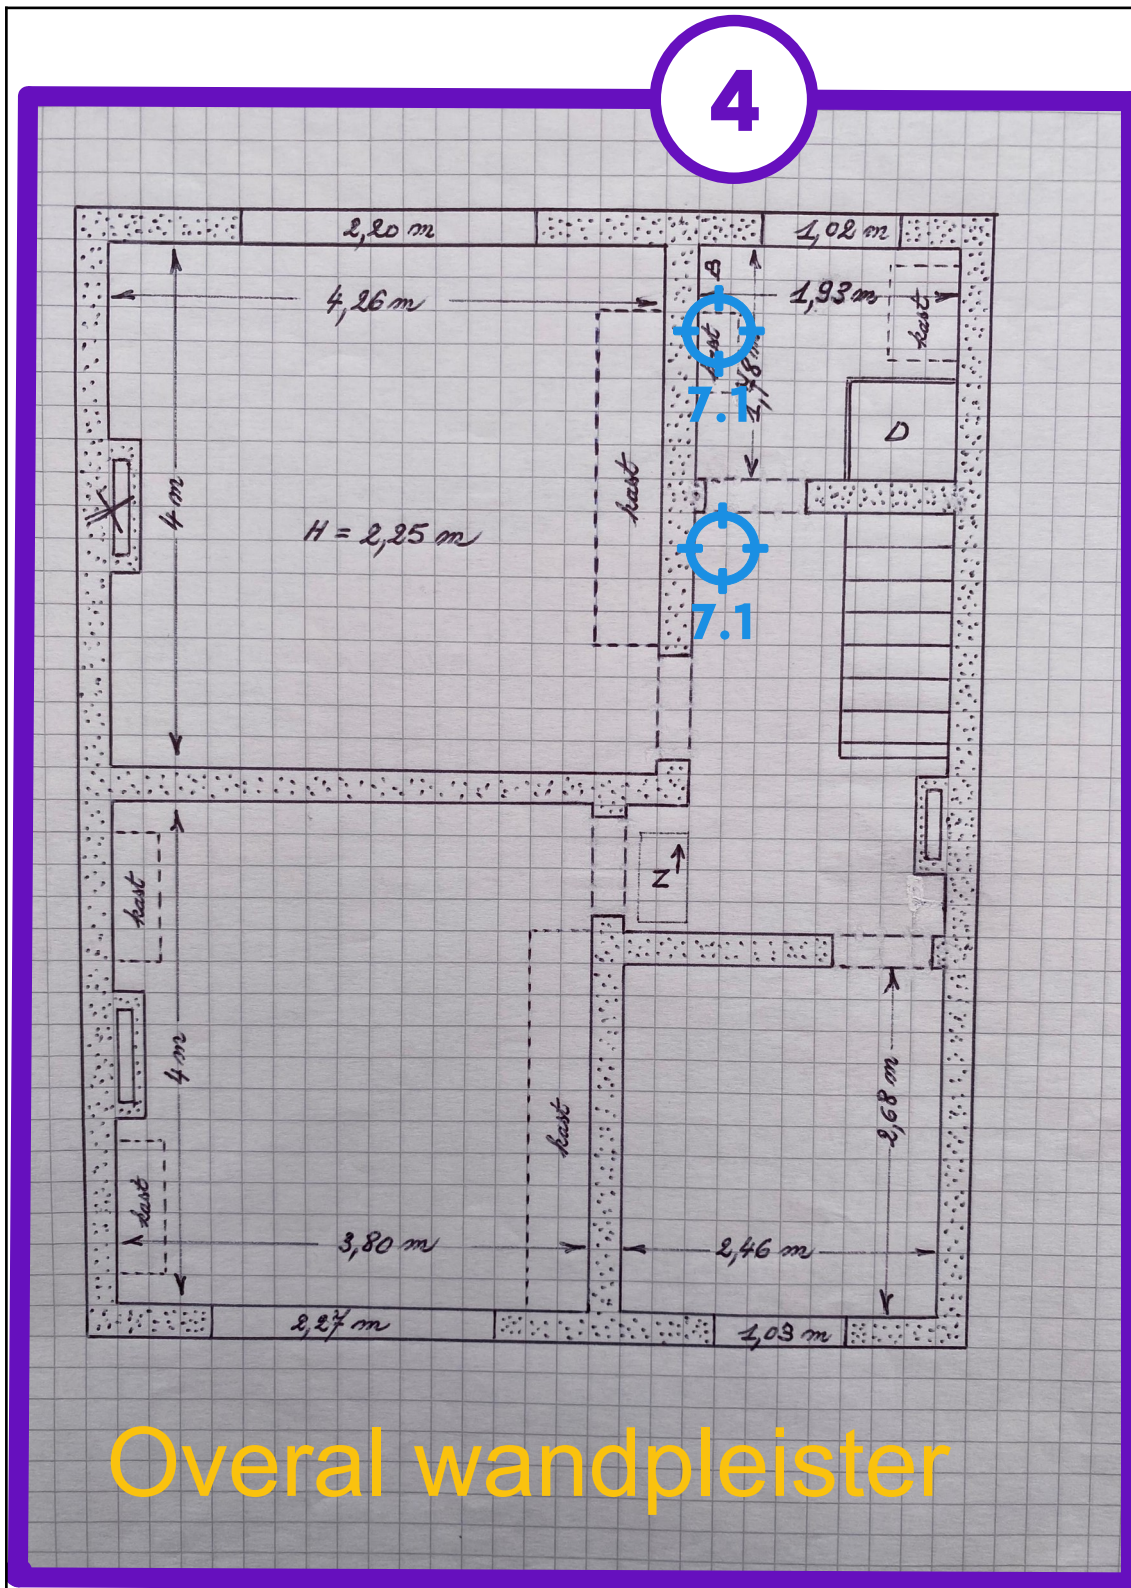 4
2,20 m
1,02 m
B
4,26 m
1,93 m
kast
kast
1,78 m
7.1
D
kast
4 m
H = 2,25 m
7.1
N
kast
4 m
kast
2,68 m
kast
3,80 m
2,46 m
2,27 m
1,03 m
Overal wandpleister